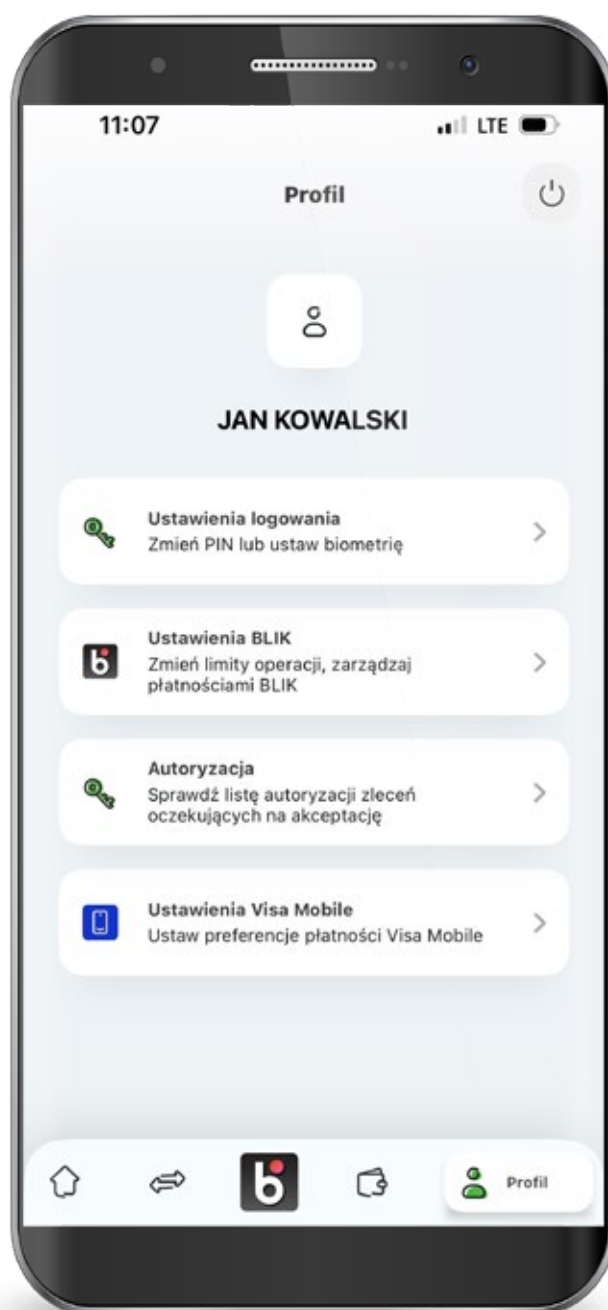 11:07
LTE
Profil
JAN KOWALSKI
Ustawienia logowania
Zmień PIN lub ustaw biometrię
Ustawienia BLIK
Zmień limity operacji, zarządzaj
płatnościami BLIK
Autoryzacja
Sprawdź listę autoryzacji zleceń
oczekujących na akceptację
Ustawienia Visa Mobile
Ustaw preferencje płatności Visa Mobile
Profil